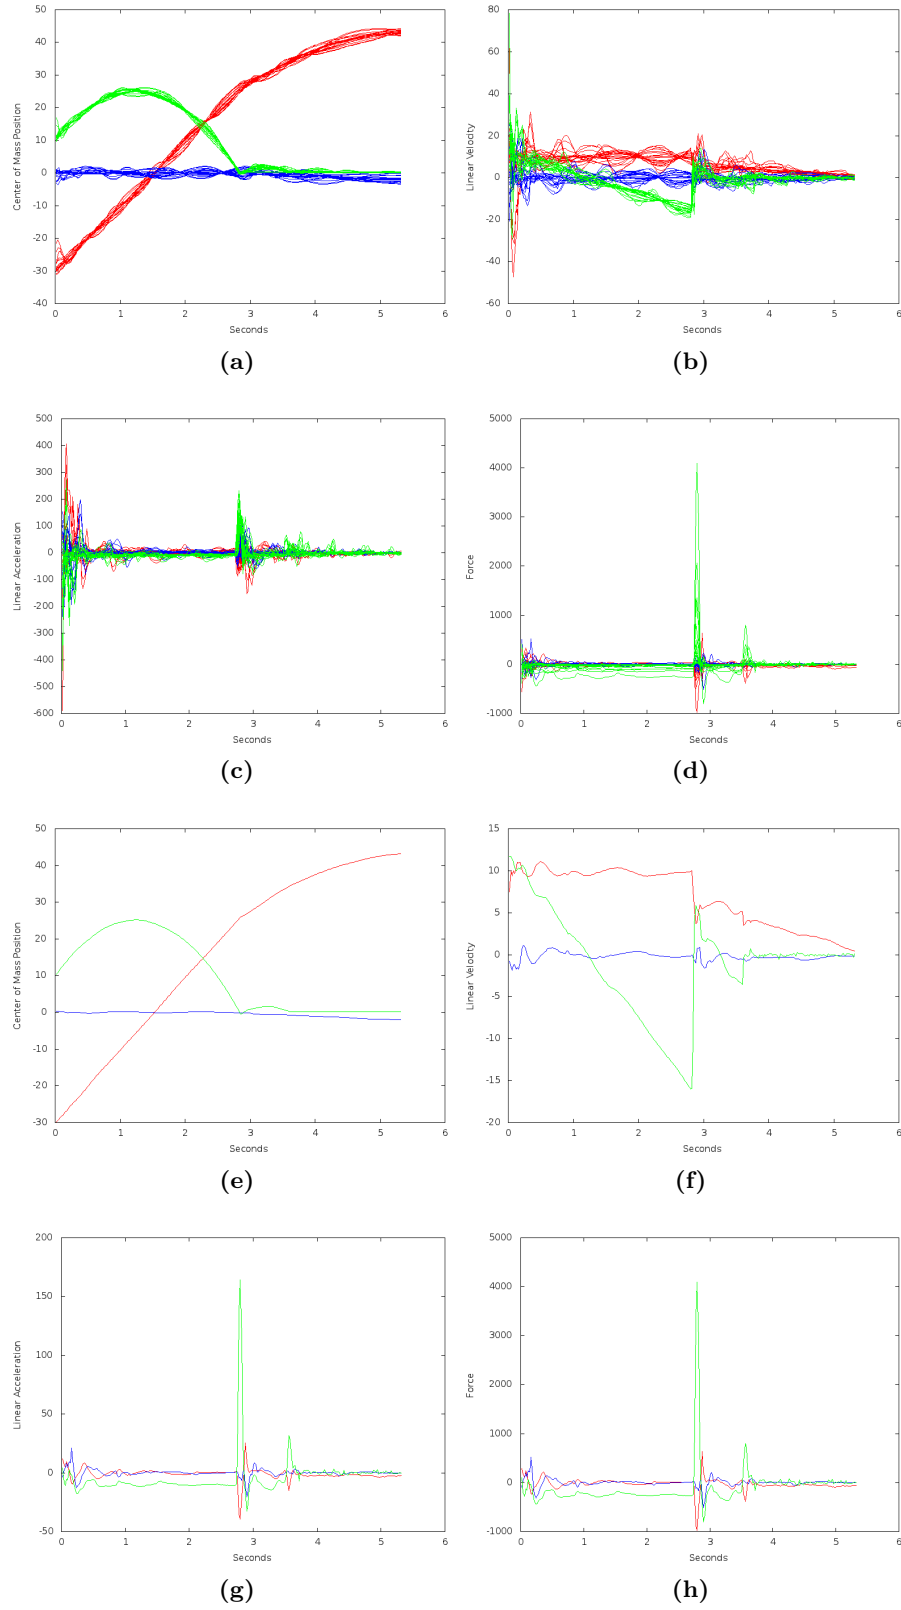 50
40
30
20
10
0
-10
-20
-30
-40
Center of Mass Position
0 1 2 3 4 5 6
Seconds
(a)
80
60
40
20
0
-20
-40
-60
Linear Velocity
0 1 2 3 4 5 6
Seconds
(b)
500
400
300
200
100
0
-100
-200
-300
-400
-500
-600
Linear Acceleration
0 1 2 3 4 5 6
Seconds
(c)
5000
4000
3000
2000
1000
0
-1000
Force
0 1 2 3 4 5 6
Seconds
(d)
50
40
30
20
10
0
-10
-20
-30
Center of Mass Position
0 1 2 3 4 5 6
Seconds
(e)
15
10
5
0
-5
-10
-15
-20
Linear Velocity
0 1 2 3 4 5 6
Seconds
(f)
200
150
100
50
0
-50
Linear Acceleration
0 1 2 3 4 5 6
Seconds
(g)
5000
4000
3000
2000
1000
0
-1000
Force
0 1 2 3 4 5 6
Seconds
(h)